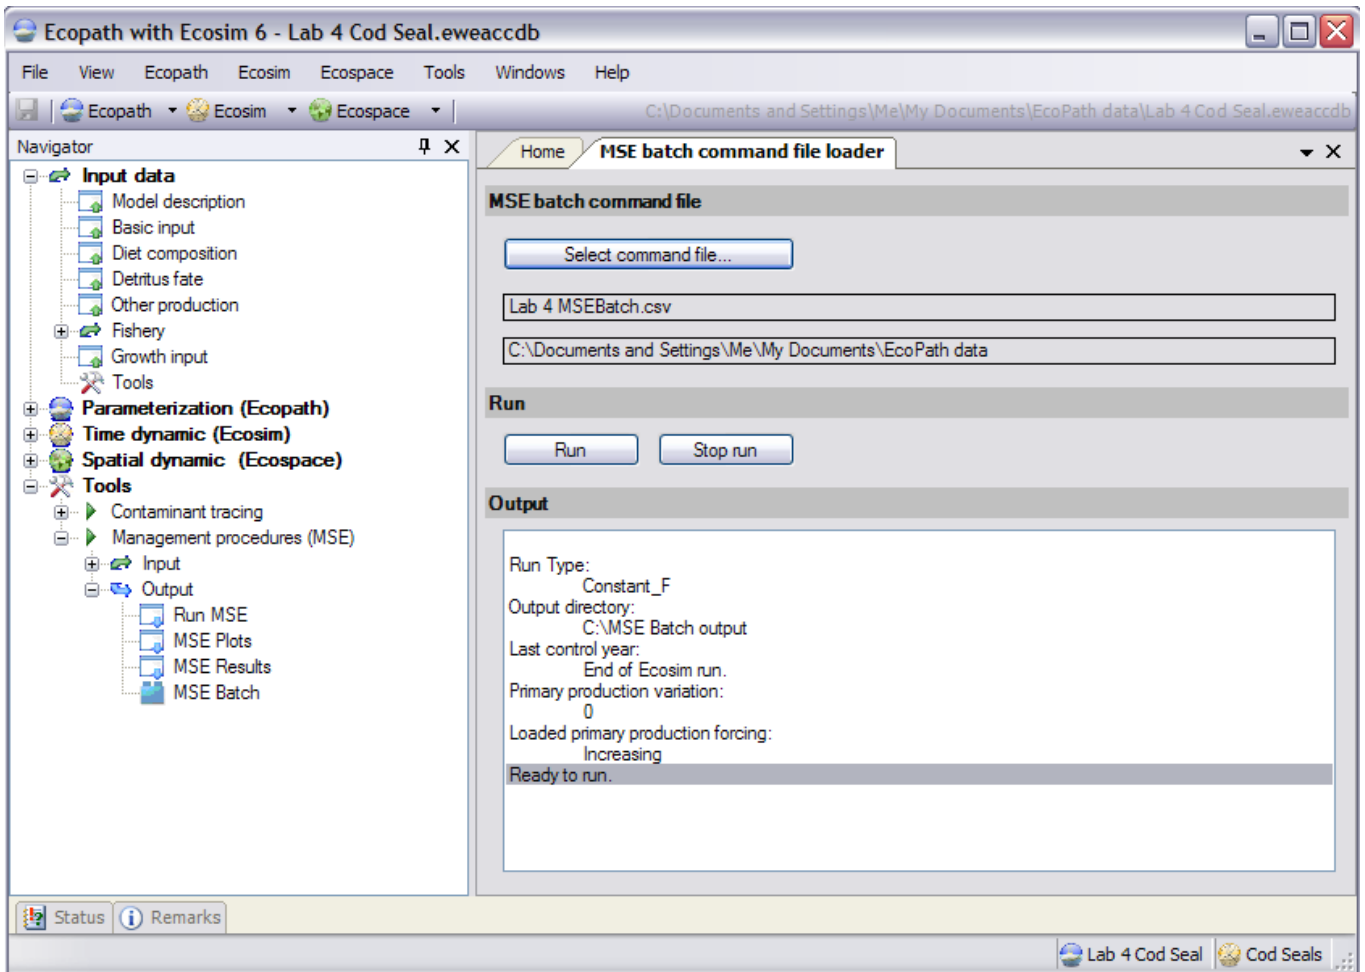 Ecopath with Ecosim 6 - Lab 4 Cod Seal.eweaccdb
File View Ecopath Ecosim Ecospace Tools Windows Help
Ecopath Ecosim Ecospace C:\Documents and Settings\Me\My Documents\EcoPath data\Lab 4 Cod Seal.eweaccdb
Navigator
Input data
Model description
Basic input
Diet composition
Detritus fate
Other production
Fishery
Growth input
Tools
Parameterization (Ecopath)
Time dynamic (Ecosim)
Spatial dynamic (Ecospace)
Tools
Contaminant tracing
Management procedures (MSE)
Input
Output
Run MSE
MSE Plots
MSE Results
MSE Batch
Home MSE batch command file loader
MSE batch command file
Select command file...
Lab 4 MSEBatch.csv
C:\Documents and Settings\Me\My Documents\EcoPath data
Run
Run Stop run
Output
Run Type:
Constant_F
Output directory:
C:\MSE Batch output
Last control year:
End of Ecosim run.
Primary production variation:
0
Loaded primary production forcing:
Increasing
Ready to run.
Status Remarks
Lab 4 Cod Seal Cod Seals